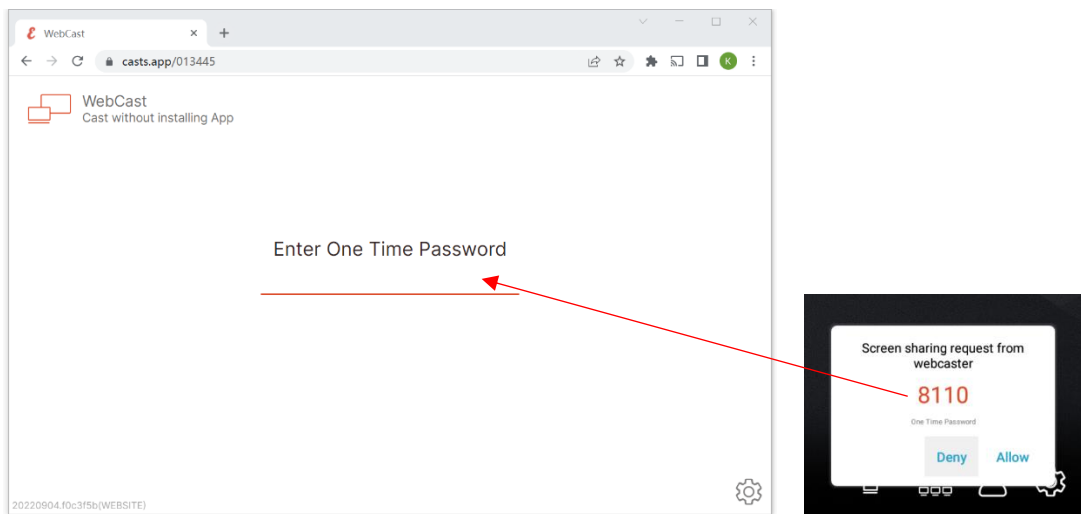 WebCast
casts.app/013445
K
WebCast
Cast without installing App
Enter One Time Password
20220904.f0c3f5b(WEBSITE)
Screen sharing request from
webcaster
8110
One Time Password
Deny Allow